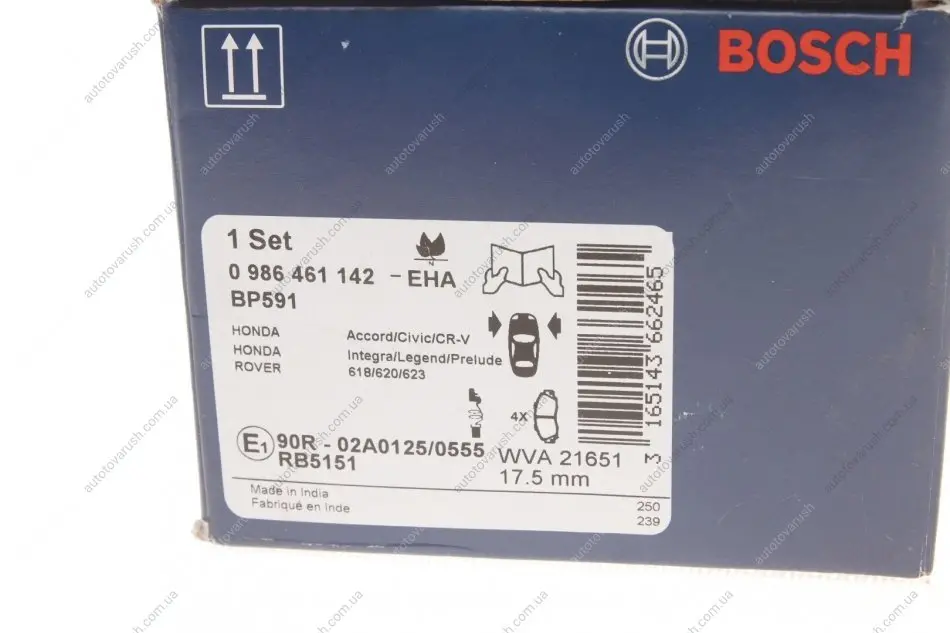 BOSCH
1 Set
0 986 461 142 - EHA
BP591
HONDA Accord/Civic/CR-V
HONDA Integra/Legend/Prelude
ROVER 618/620/623
4X
E1 90R - 02A0125/0555
RB5151
WVA 21651
17.5 mm
3 165143 662465
Made in India
Fabriqué en Inde
250
239
autotovarush.com.ua